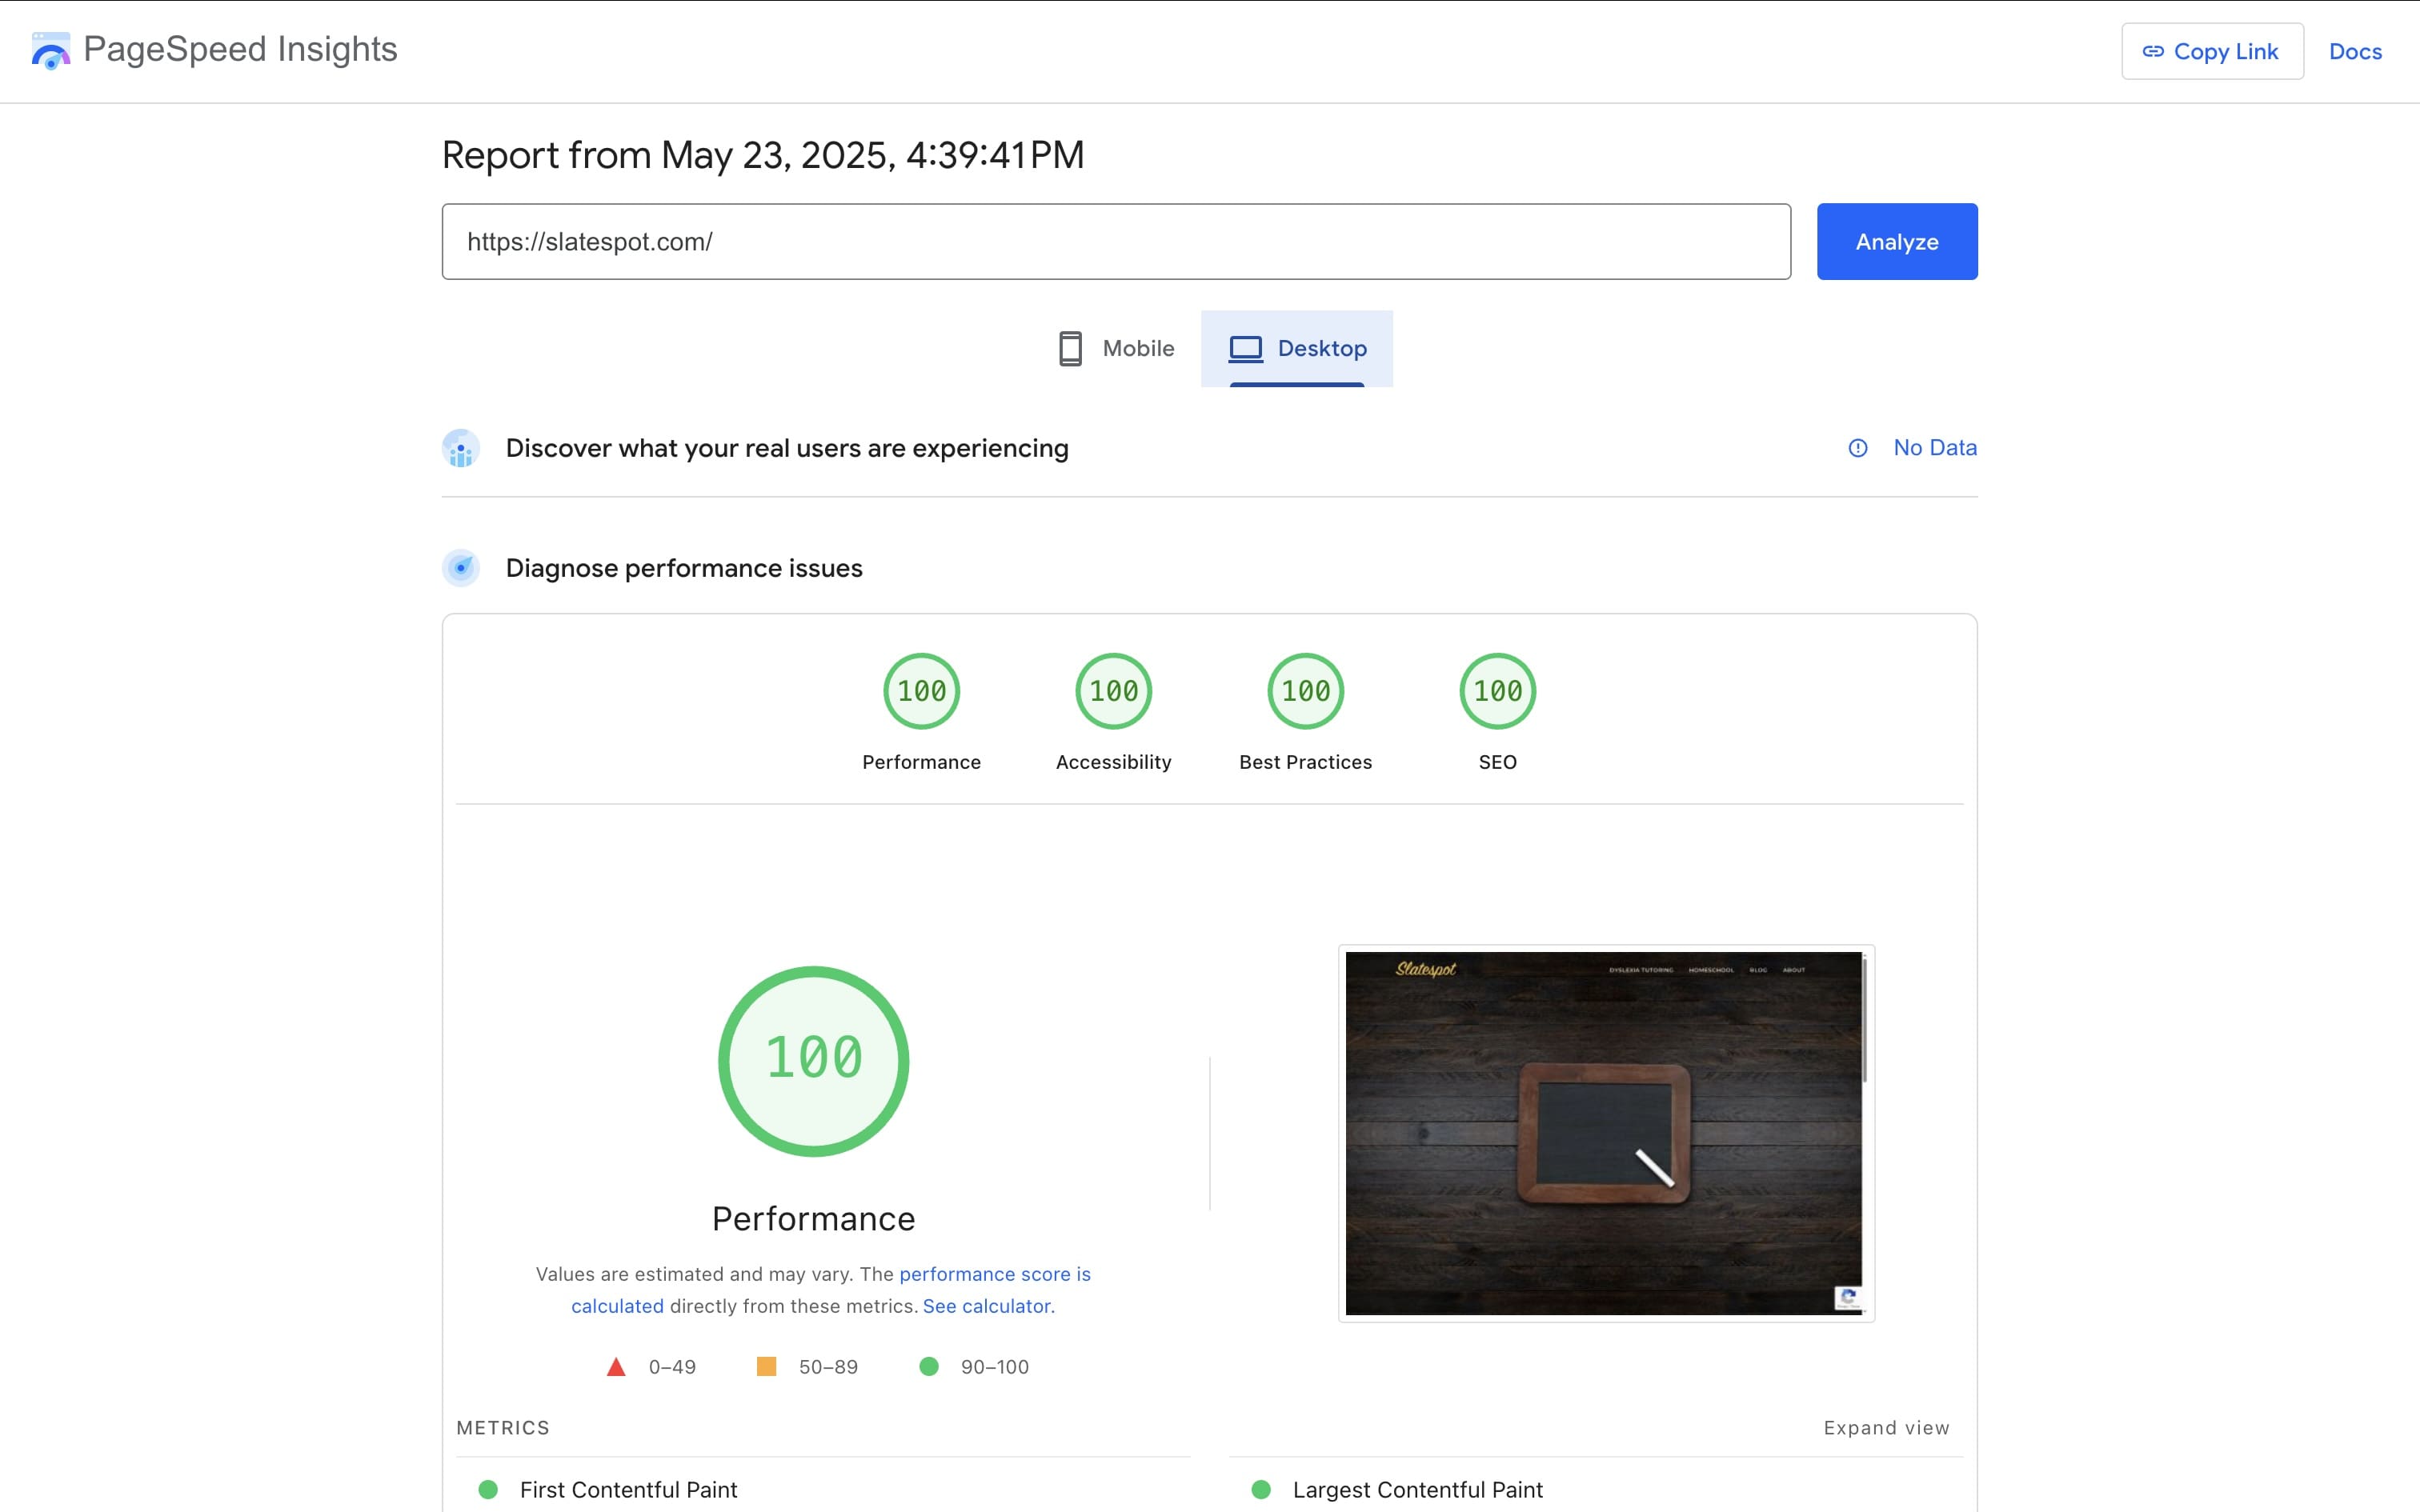 PageSpeed Insights
Copy Link
Docs
Report from May 23, 2025, 4:39:41 PM
https://slatespot.com/
Analyze
Mobile
Desktop
Discover what your real users are experiencing
No Data
Diagnose performance issues
100
100
100
100
Performance
Accessibility
Best Practices
SEO
100
Performance
Values are estimated and may vary. The performance score is
calculated directly from these metrics. See calculator.
0–49
50–89
90–100
Slatespot
DYSLEXIA TUTORING
HOMESCHOOL
BLOG
ABOUT
METRICS
Expand view
First Contentful Paint
Largest Contentful Paint